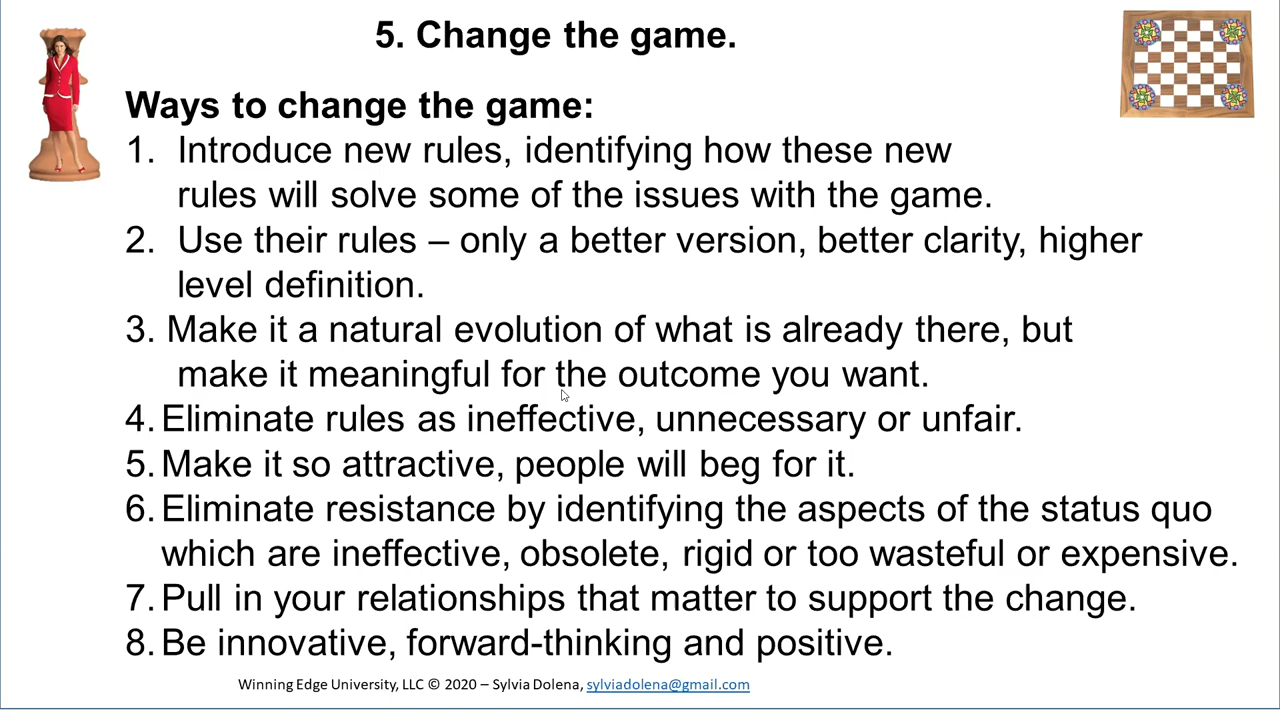 5. Change the game.
Ways to change the game:
1. Introduce new rules, identifying how these new
rules will solve some of the issues with the game.
2. Use their rules – only a better version, better clarity, higher
level definition.
3. Make it a natural evolution of what is already there, but
make it meaningful for the outcome you want.
4. Eliminate rules as ineffective, unnecessary or unfair.
5. Make it so attractive, people will beg for it.
6. Eliminate resistance by identifying the aspects of the status quo
which are ineffective, obsolete, rigid or too wasteful or expensive.
7. Pull in your relationships that matter to support the change.
8. Be innovative, forward-thinking and positive.
Winning Edge University, LLC © 2020 – Sylvia Dolena, sylviadolena@gmail.com